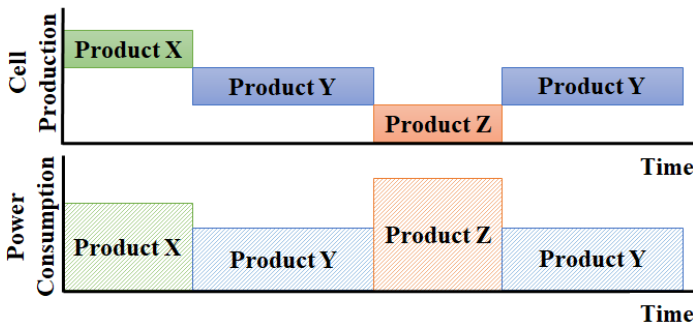 Cell
Production
Product X
Product Y
Product Z
Product Y
Time
Power
Consumption
Product X
Product Y
Product Z
Product Y
Time